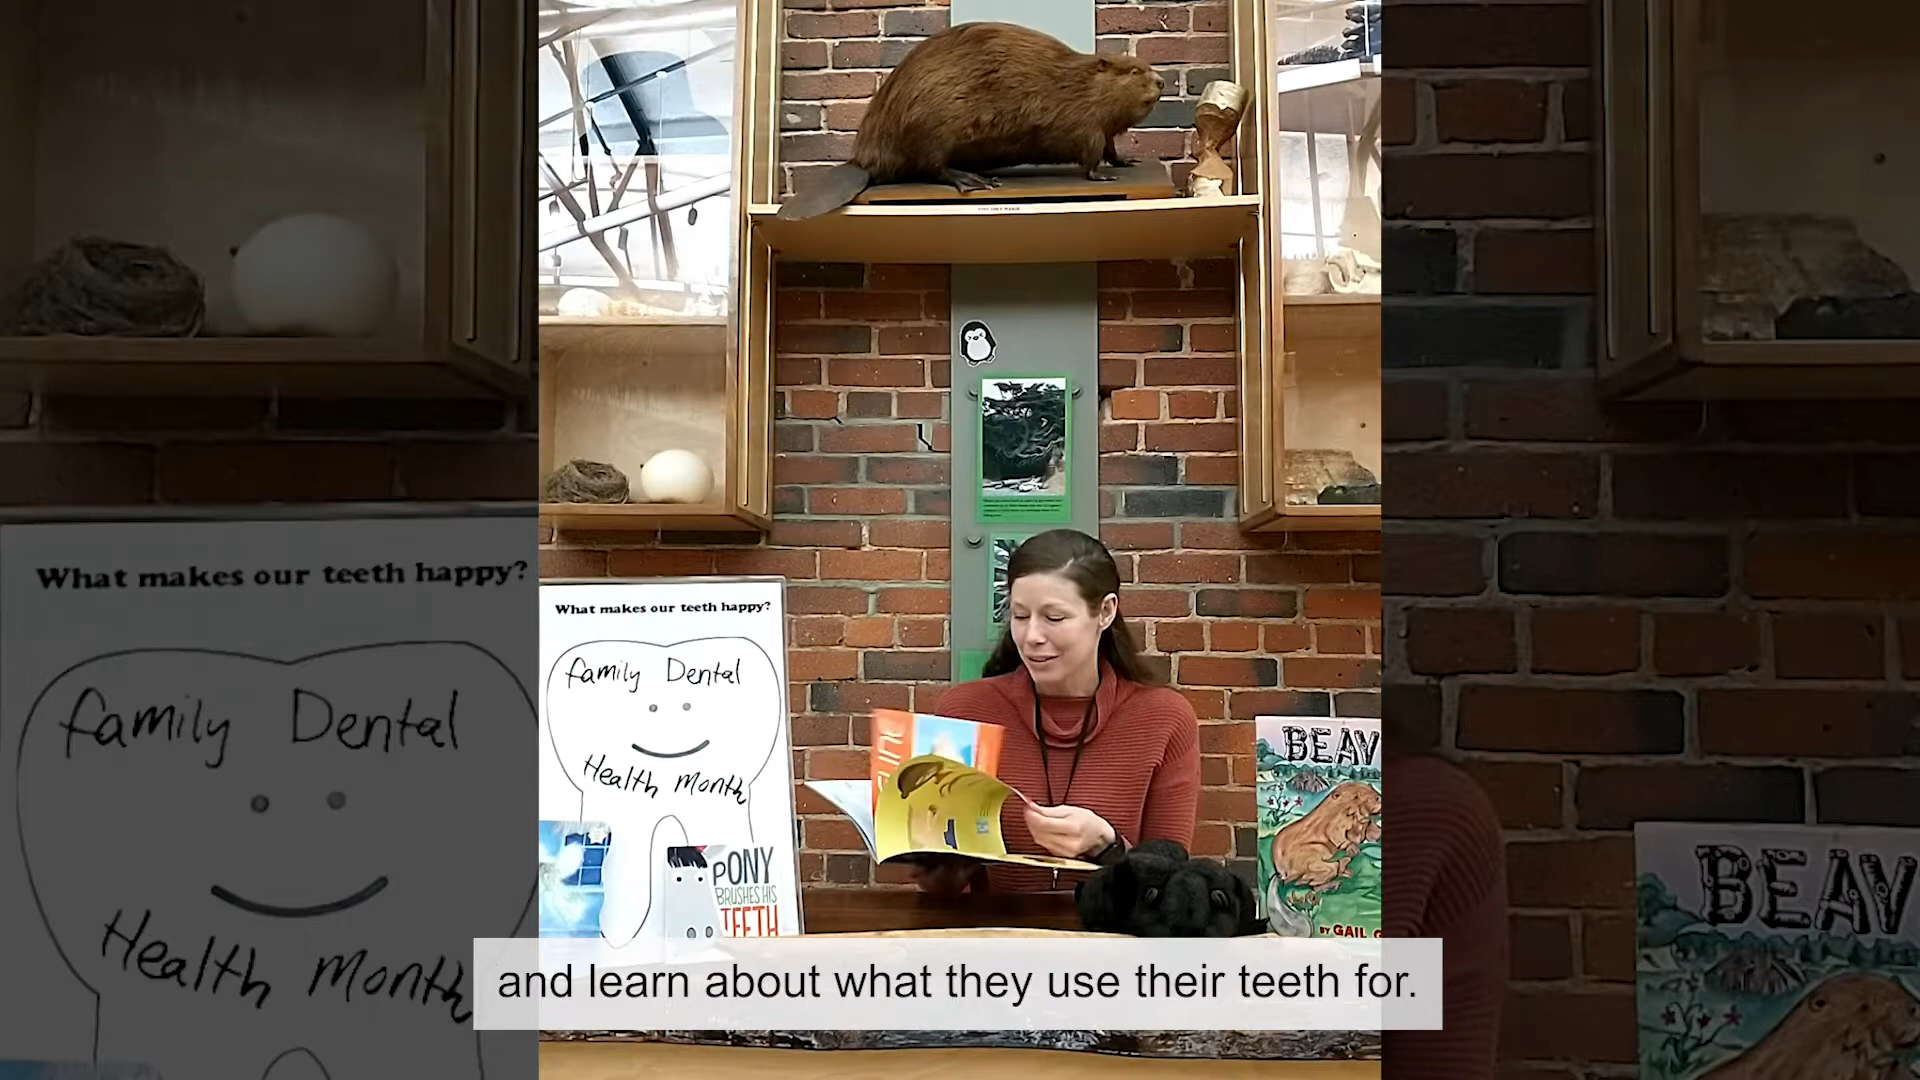 What makes our teeth happy?
family Dental
Health Month
PONY
BRUSHES HIS
TEETH
BEAV
BY GAIL G
and learn about what they use their teeth for.
What makes our teeth happy?
family Dental
Health Month
BEAV